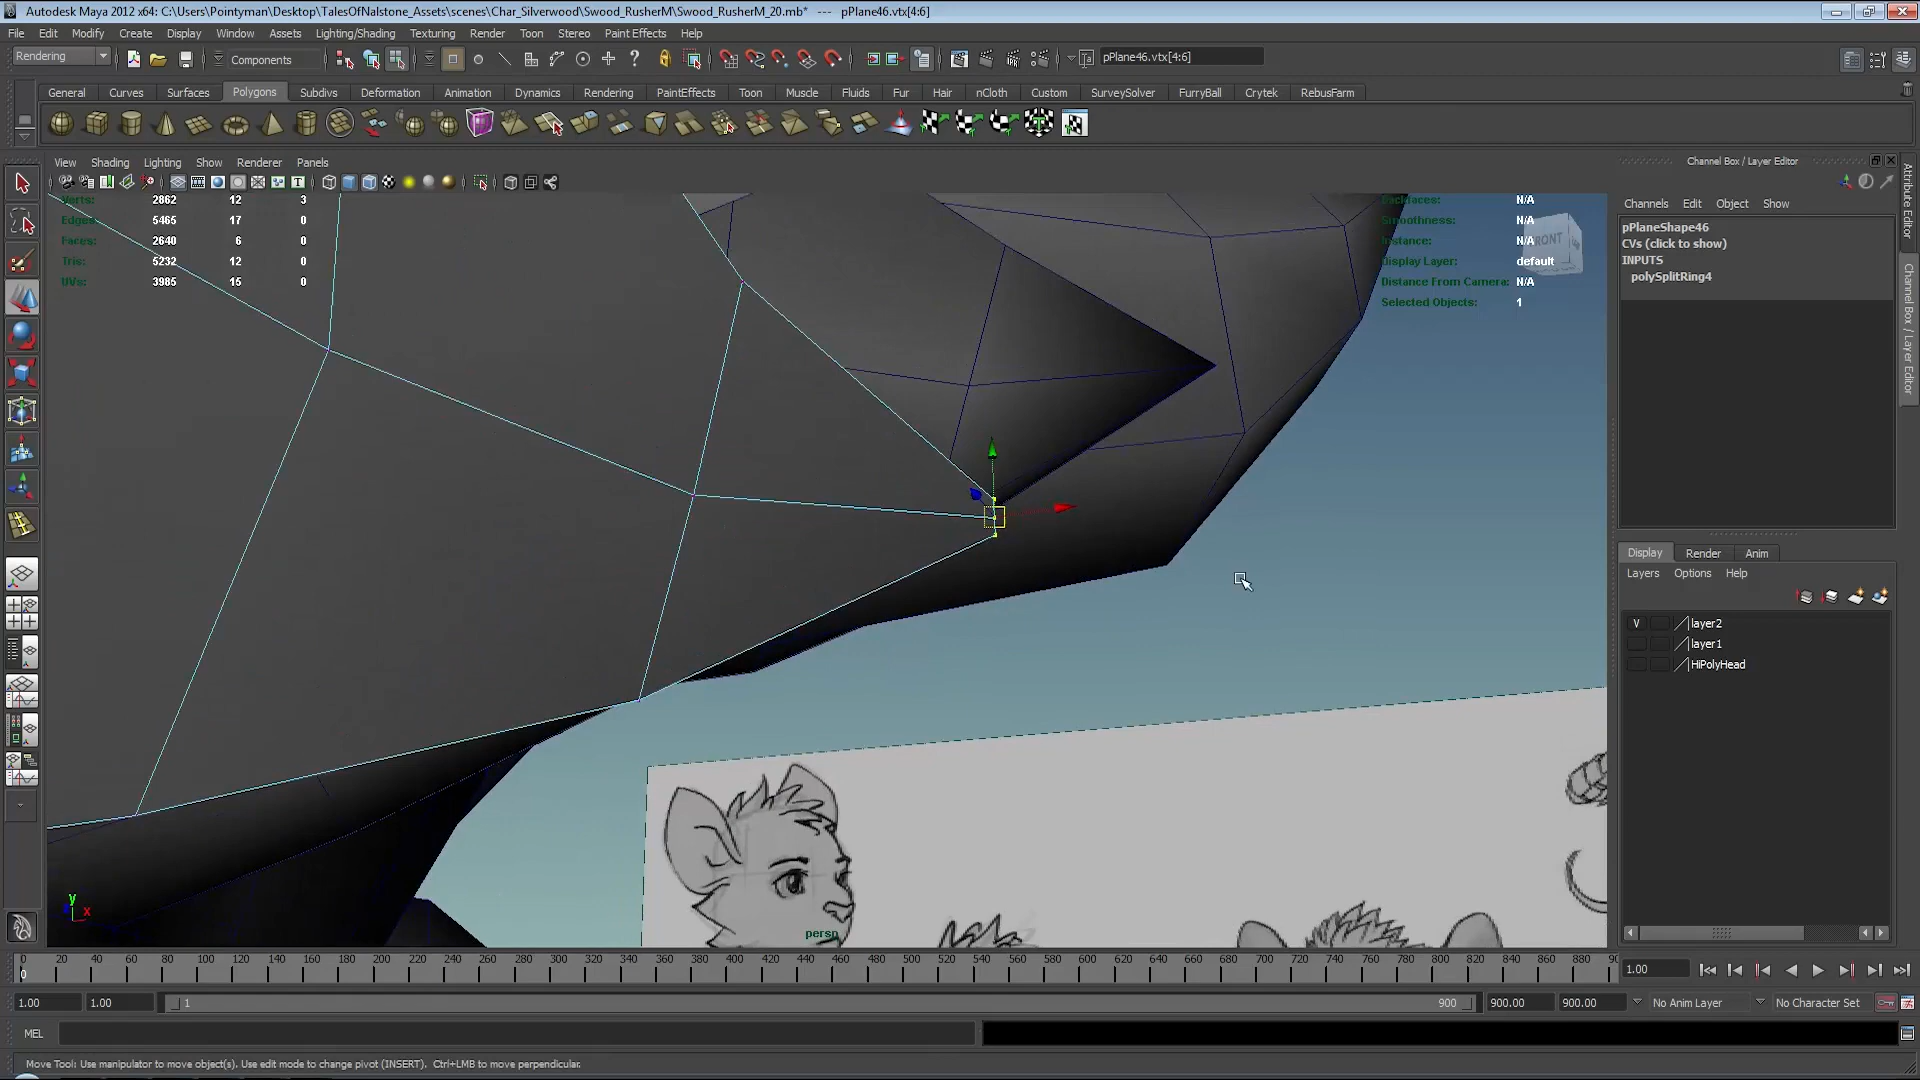 Autodesk Maya 2012 x64: C:\Users\Pointyman\Desktop\TalesOfNalstone_Assets\scenes\Char_Silverwood\Swood_RusherM\Swood_RusherM_20.mb* --- pPlane46.vtx[4:6]
File Edit Modify Create Display Window Assets Lighting/Shading Texturing Render Toon Stereo Paint Effects Help
Rendering Components pPlane46.vtx[4:6]
General Curves Surfaces Polygons Subdivs Deformation Animation Dynamics Rendering PaintEffects Toon Muscle Fluids Fur Hair nCloth Custom SurveySolver FurryBall Crytek RebusFarm
View Shading Lighting Show Renderer Panels
Channel Box / Layer Editor
Verts: 2862 12 3
Edges: 5465 17 0
Faces: 2640 6 0
Tris: 5232 12 0
UVs: 3985 15 0
Backfaces: N/A
Smoothness: N/A
Instance: N/A
Display Layer: default
Distance From Camera: N/A
Selected Objects: 1
FRONT
Channels Edit Object Show
pPlaneShape46
CVs (click to show)
INPUTS
polySplitRing4
Attribute Editor
Channel Box / Layer Editor
Display Render Anim
Layers Options Help
V layer2
layer1
HiPolyHead
y
x
persp
0 20 40 60 80 100 120 140 160 180 200 220 240 260 280 300 320 340 360 380 400 420 440 460 480 500 520 540 560 580 600 620 640 660 680 700 720 740 760 780 800 820 840 860 880 90
0
1.00
1.00 1.00 1 900 900.00 900.00 No Anim Layer No Character Set
MEL
Move Tool: Use manipulator to move object(s). Use edit mode to change pivot (INSERT). Ctrl+LMB to move perpendicular.